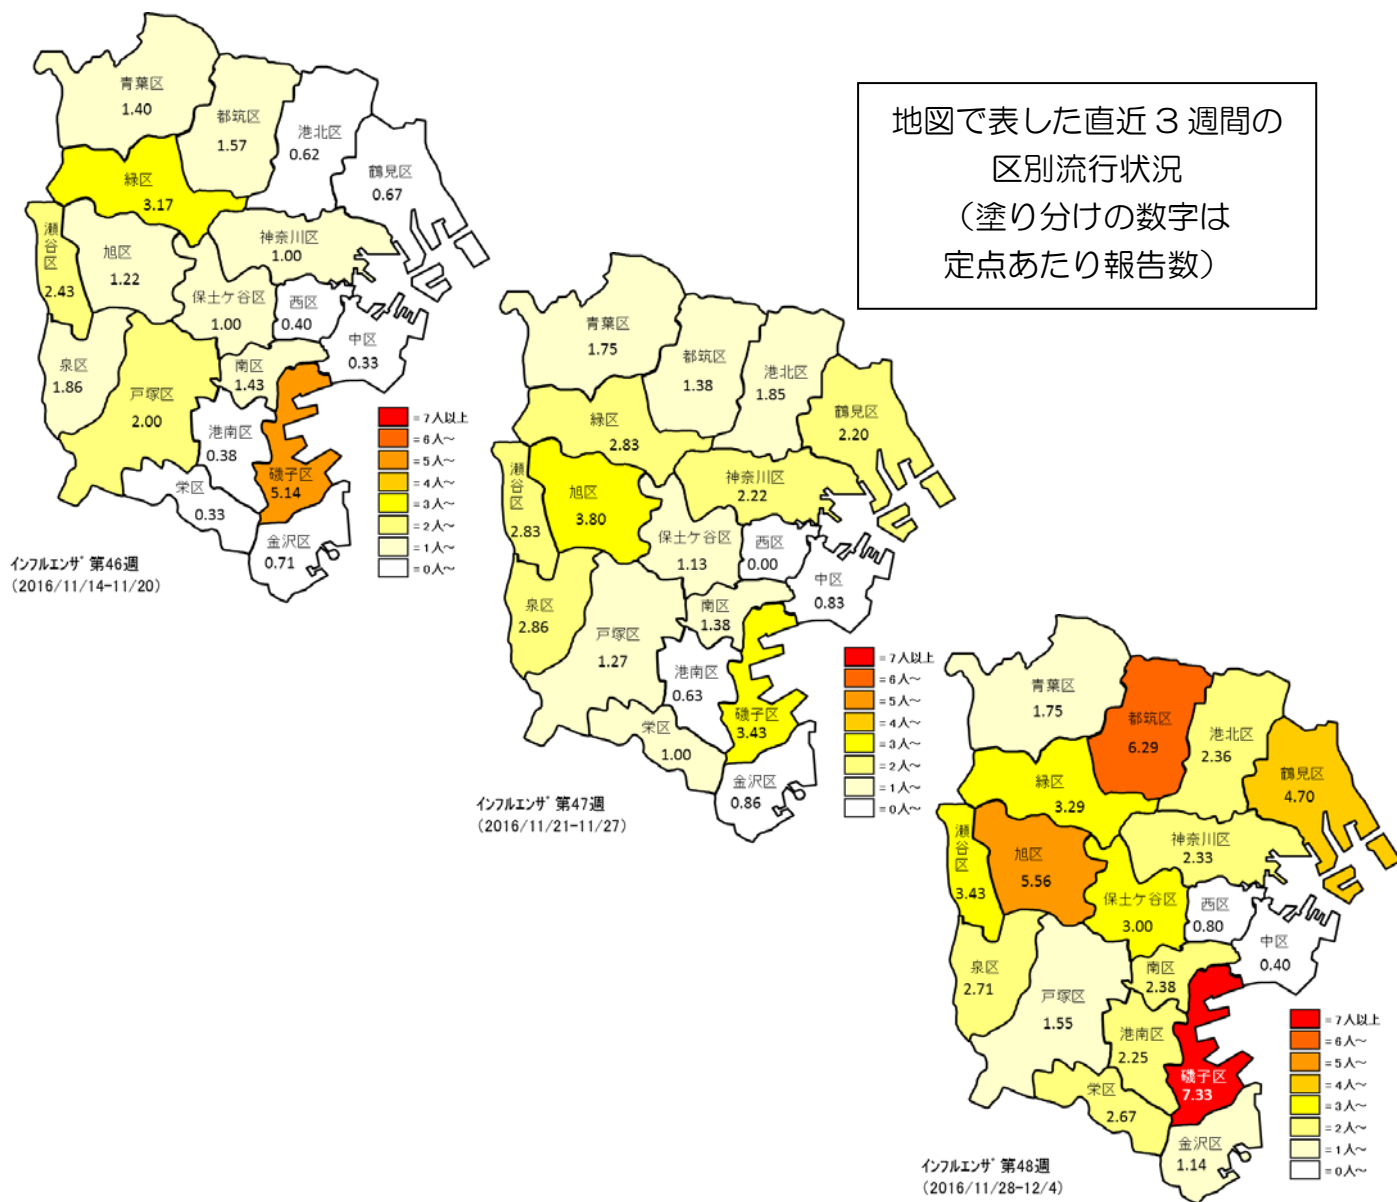 地図で表した直近３週間の
区別流行状況
（塗り分けの数字は
定点あたり報告数）
青葉区
1.40
都筑区
1.57
港北区
0.62
鶴見区
0.67
緑区
3.17
瀬谷区
2.43
旭区
1.22
神奈川区
1.00
保土ケ谷区
1.00
西区
0.40
中区
0.33
泉区
1.86
戸塚区
2.00
南区
1.43
港南区
0.38
磯子区
5.14
栄区
0.33
金沢区
0.71
=7人以上
=6人～
=5人～
=4人～
=3人～
=2人～
=1人～
=0人～
インフルエンザ 第46週
(2016/11/14-11/20)
青葉区
1.75
都筑区
1.38
港北区
1.85
鶴見区
2.20
緑区
2.83
瀬谷区
2.83
旭区
3.80
神奈川区
2.22
保土ケ谷区
1.13
西区
0.00
中区
0.83
泉区
2.86
戸塚区
1.27
南区
1.38
港南区
0.63
磯子区
3.43
栄区
1.00
金沢区
0.86
=7人以上
=6人～
=5人～
=4人～
=3人～
=2人～
=1人～
=0人～
インフルエンザ 第47週
(2016/11/21-11/27)
青葉区
1.75
都筑区
6.29
港北区
2.36
鶴見区
4.70
緑区
3.29
瀬谷区
3.43
旭区
5.56
神奈川区
2.33
保土ケ谷区
3.00
西区
0.80
中区
0.40
泉区
2.71
戸塚区
1.55
南区
2.38
港南区
2.25
磯子区
7.33
栄区
2.67
金沢区
1.14
=7人以上
=6人～
=5人～
=4人～
=3人～
=2人～
=1人～
=0人～
インフルエンザ 第48週
(2016/11/28-12/4)